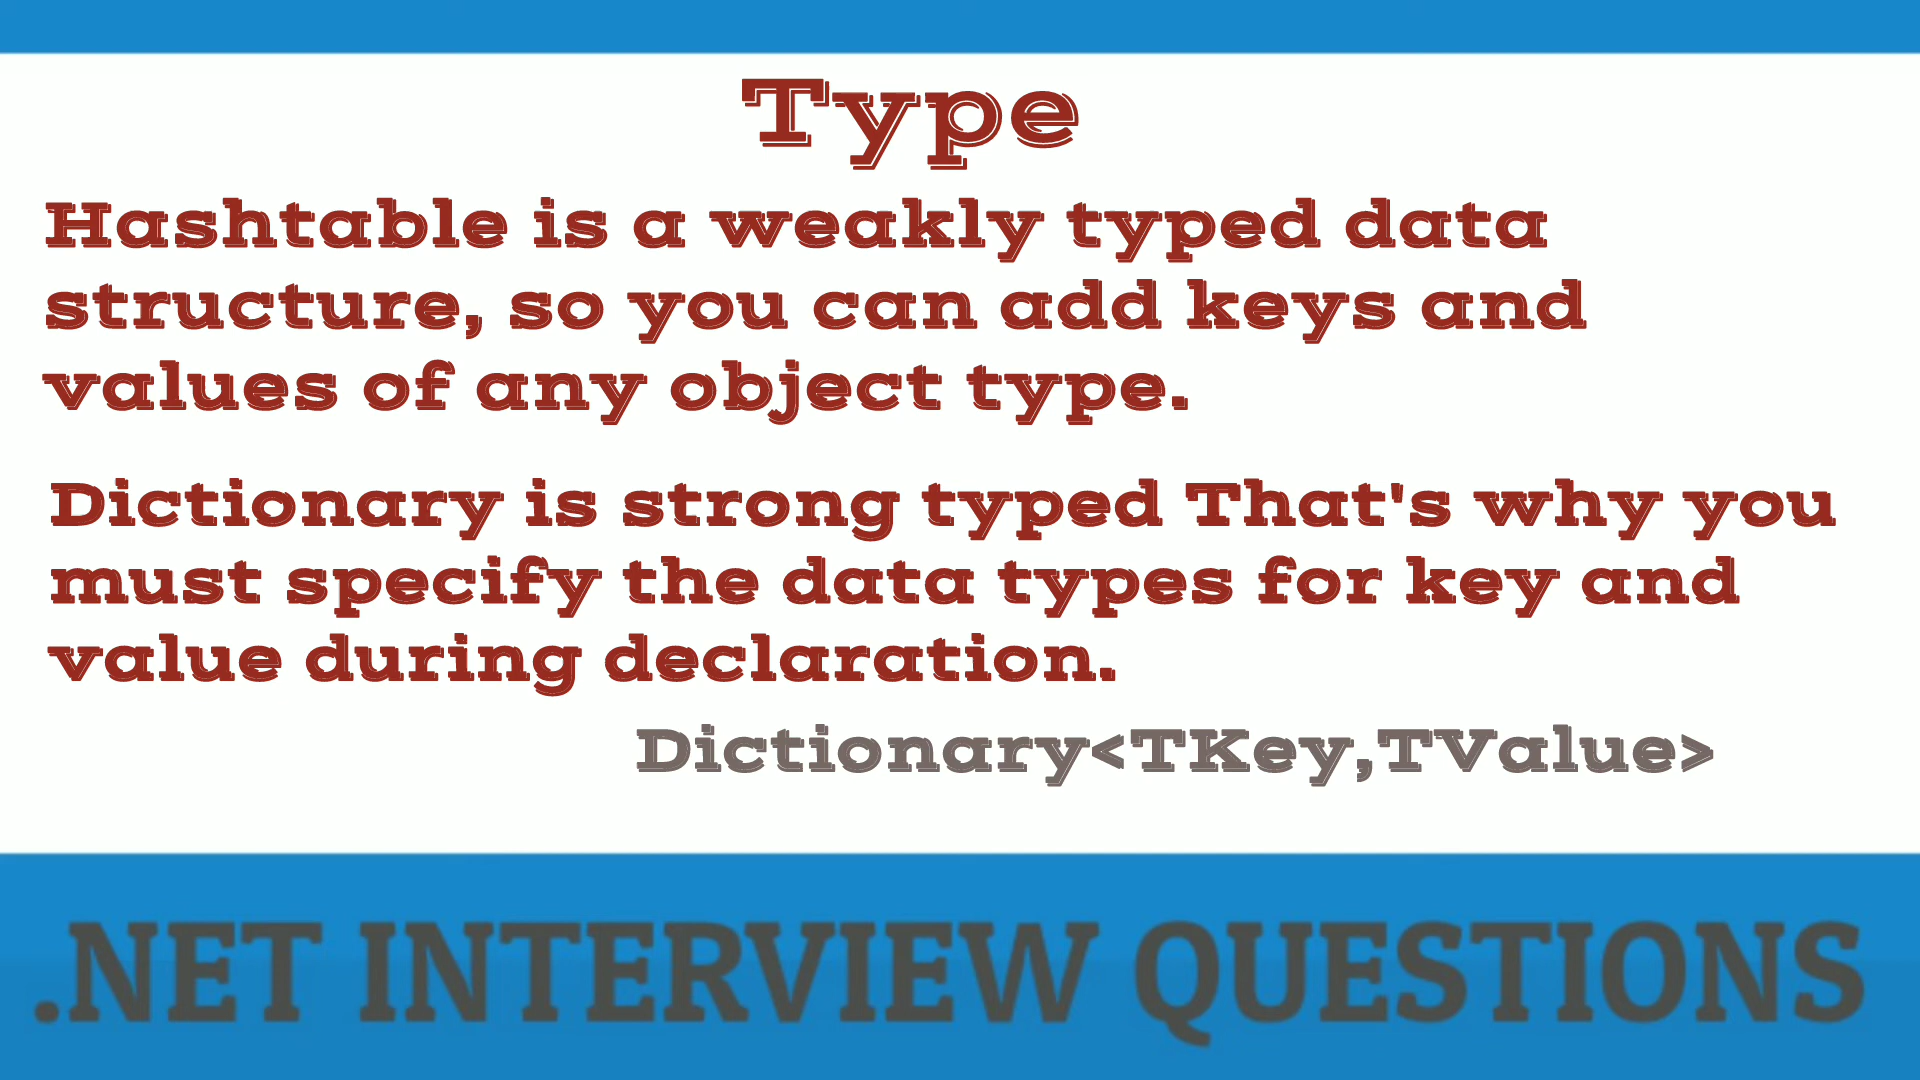 Type
Hashtable is a weakly typed data
structure, so you can add keys and
values of any object type.
Dictionary is strong typed That's why you
must specify the data types for key and
value during declaration.
Dictionary<TKey,TValue>
.NET INTERVIEW QUESTIONS